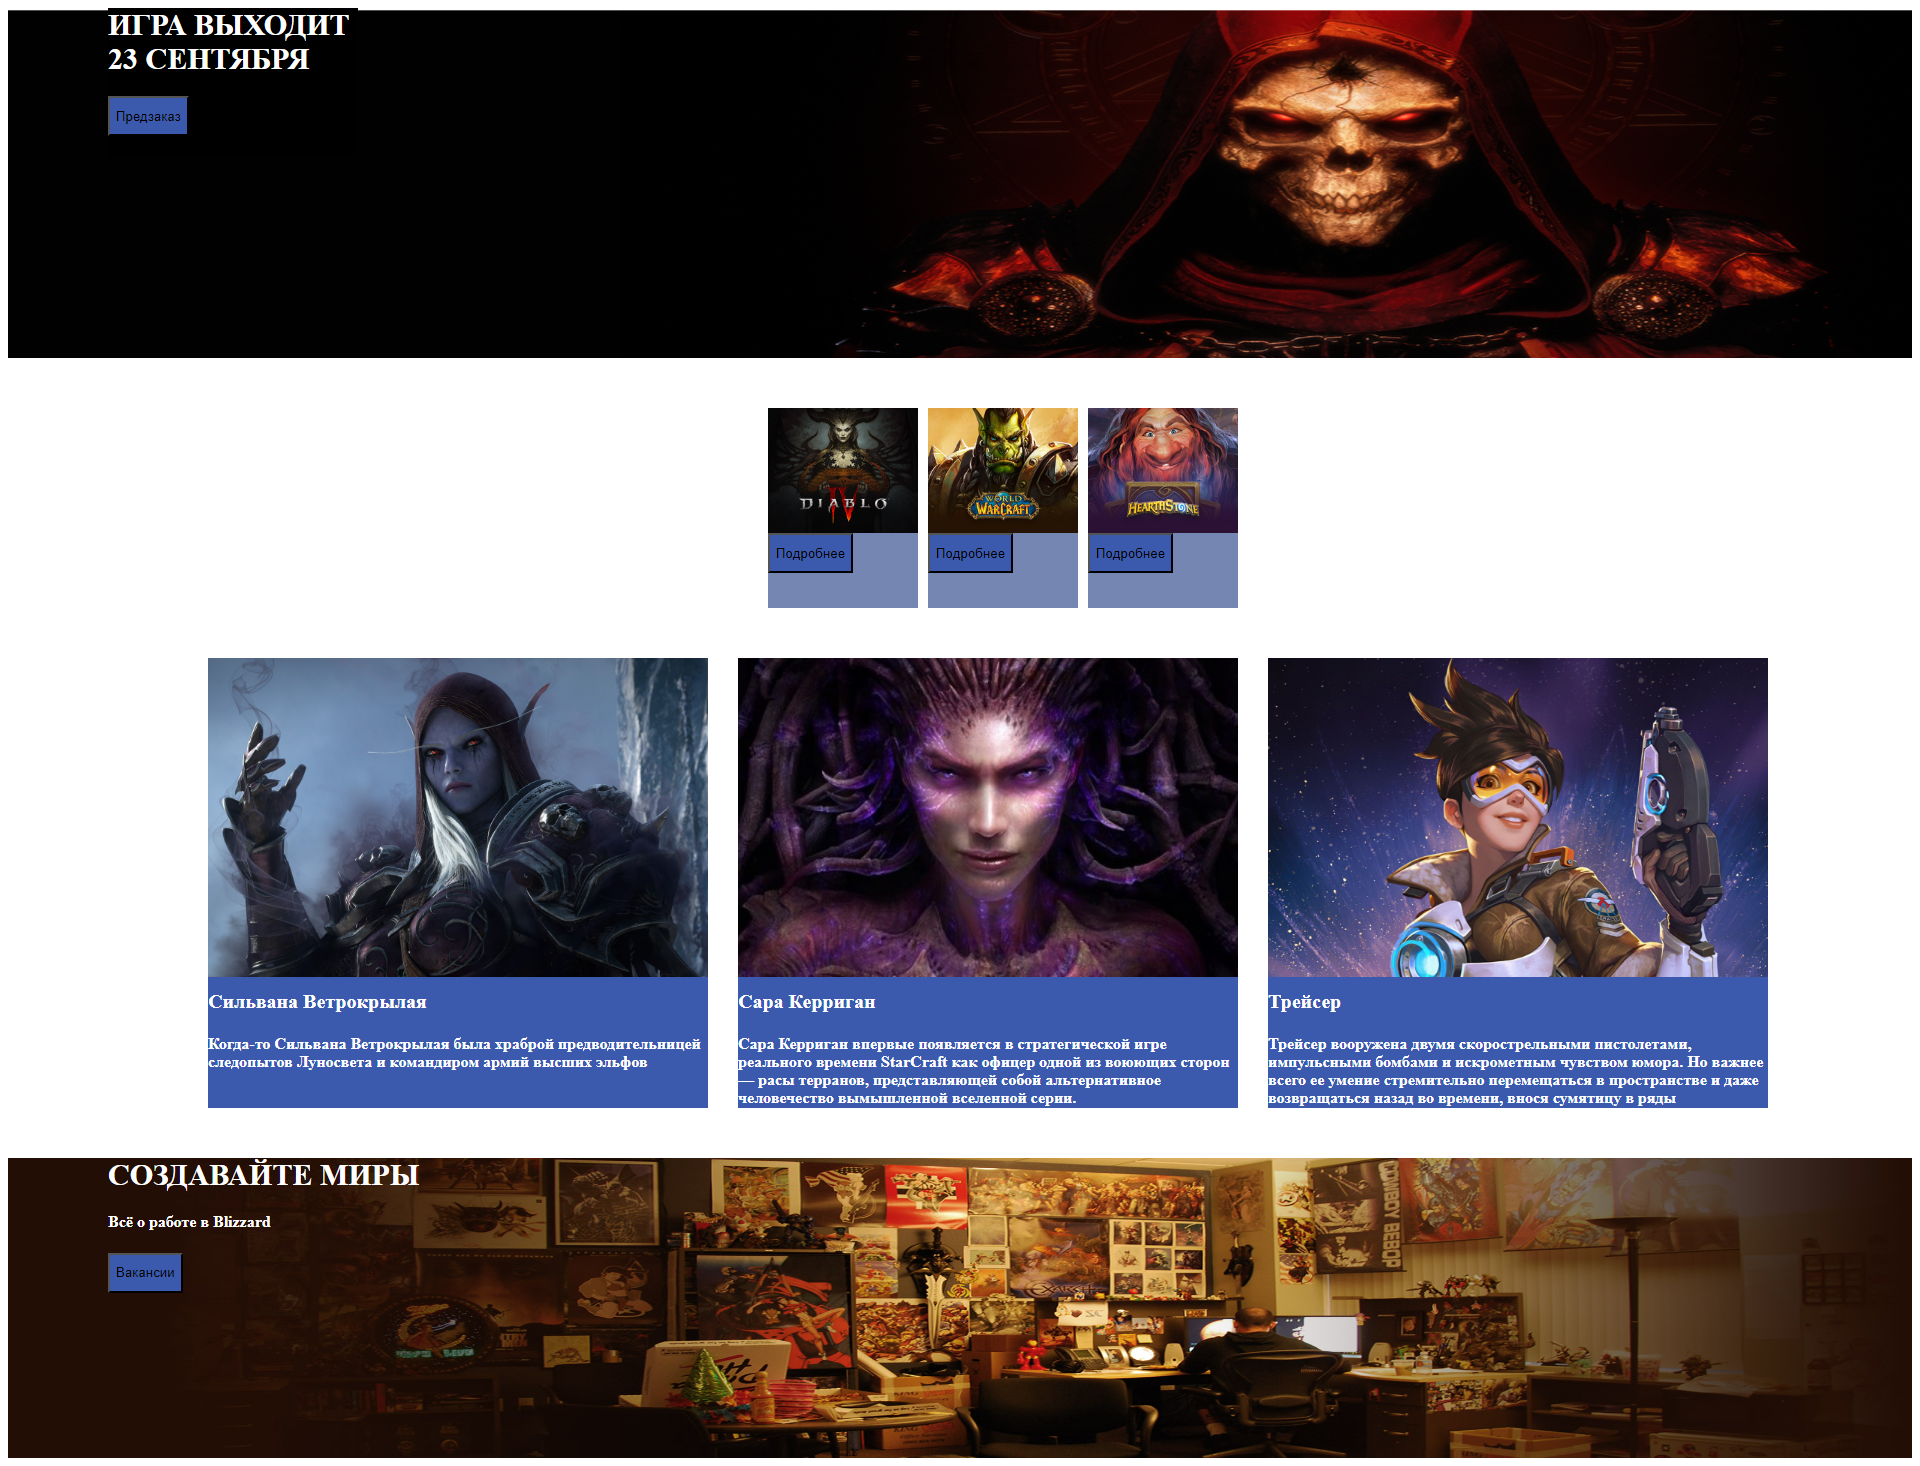 ИГРА ВЫХОДИТ
23 СЕНТЯБРЯ
Предзаказ
DIABLO
IV
WORLD
WARCRAFT
HEARTHSTONE
Подробнее
Подробнее
Подробнее
Сильвана Ветрокрылая
Когда-то Сильвана Ветрокрылая была храброй предводительницей
следопытов Луносвета и командиром армий высших эльфов
Сара Керриган
Сара Керриган впервые появляется в стратегической игре
реального времени StarCraft как офицер одной из воюющих сторон
— расы терранов, представляющей собой альтернативное
человечество вымышленной вселенной серии.
Трейсер
Трейсер вооружена двумя скорострельными пистолетами,
импульсными бомбами и искрометным чувством юмора. Но важнее
всего ее умение стремительно перемещаться в пространстве и даже
возвращаться назад во времени, внося сумятицу в ряды
СОЗДАВАЙТЕ МИРЫ
Всё о работе в Blizzard
Вакансии
COWBOY BEBOP